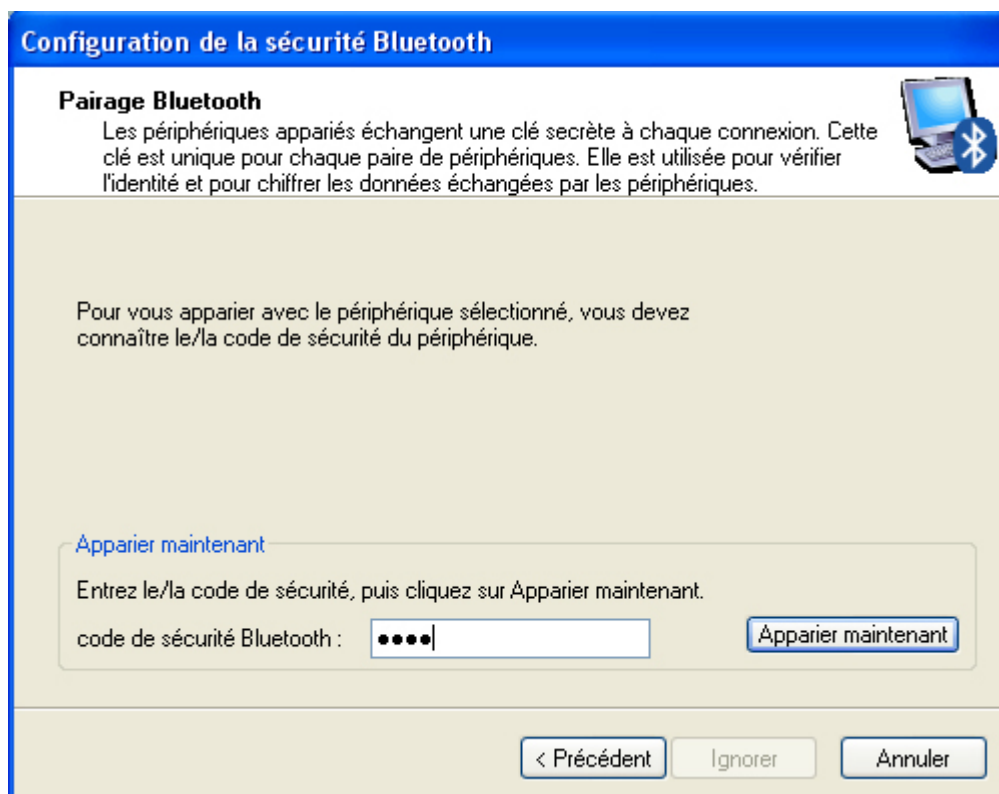 Configuration de la sécurité Bluetooth
Pairage Bluetooth
Les périphériques appariés échangent une clé secrète à chaque connexion. Cette
clé est unique pour chaque paire de périphériques. Elle est utilisée pour vérifier
l'identité et pour chiffrer les données échangées par les périphériques.
Pour vous apparier avec le périphérique sélectionné, vous devez
connaître le/la code de sécurité du périphérique.
Apparier maintenant
Entrez le/la code de sécurité, puis cliquez sur Apparier maintenant.
code de sécurité Bluetooth : ●●●● Apparier maintenant
< Précédent Ignorer Annuler